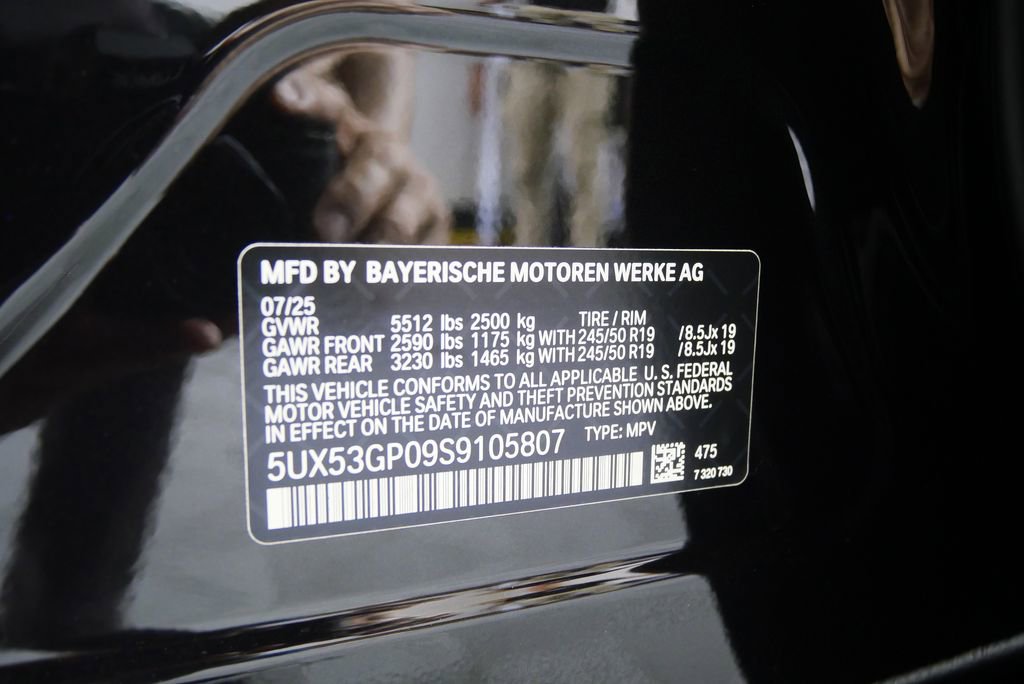 MFD BY BAYERISCHE MOTOREN WERKE AG
07/25
GVWR 5512 lbs 2500 kg TIRE / RIM
GAWR FRONT 2590 lbs 1175 kg WITH 245/50 R19 /8.5Jx 19
GAWR REAR 3230 lbs 1465 kg WITH 245/50 R19 /8.5Jx 19
THIS VEHICLE CONFORMS TO ALL APPLICABLE U. S. FEDERAL
MOTOR VEHICLE SAFETY AND THEFT PREVENTION STANDARDS
IN EFFECT ON THE DATE OF MANUFACTURE SHOWN ABOVE.
5UX53GP09S9105807 TYPE: MPV
475
7 320 730